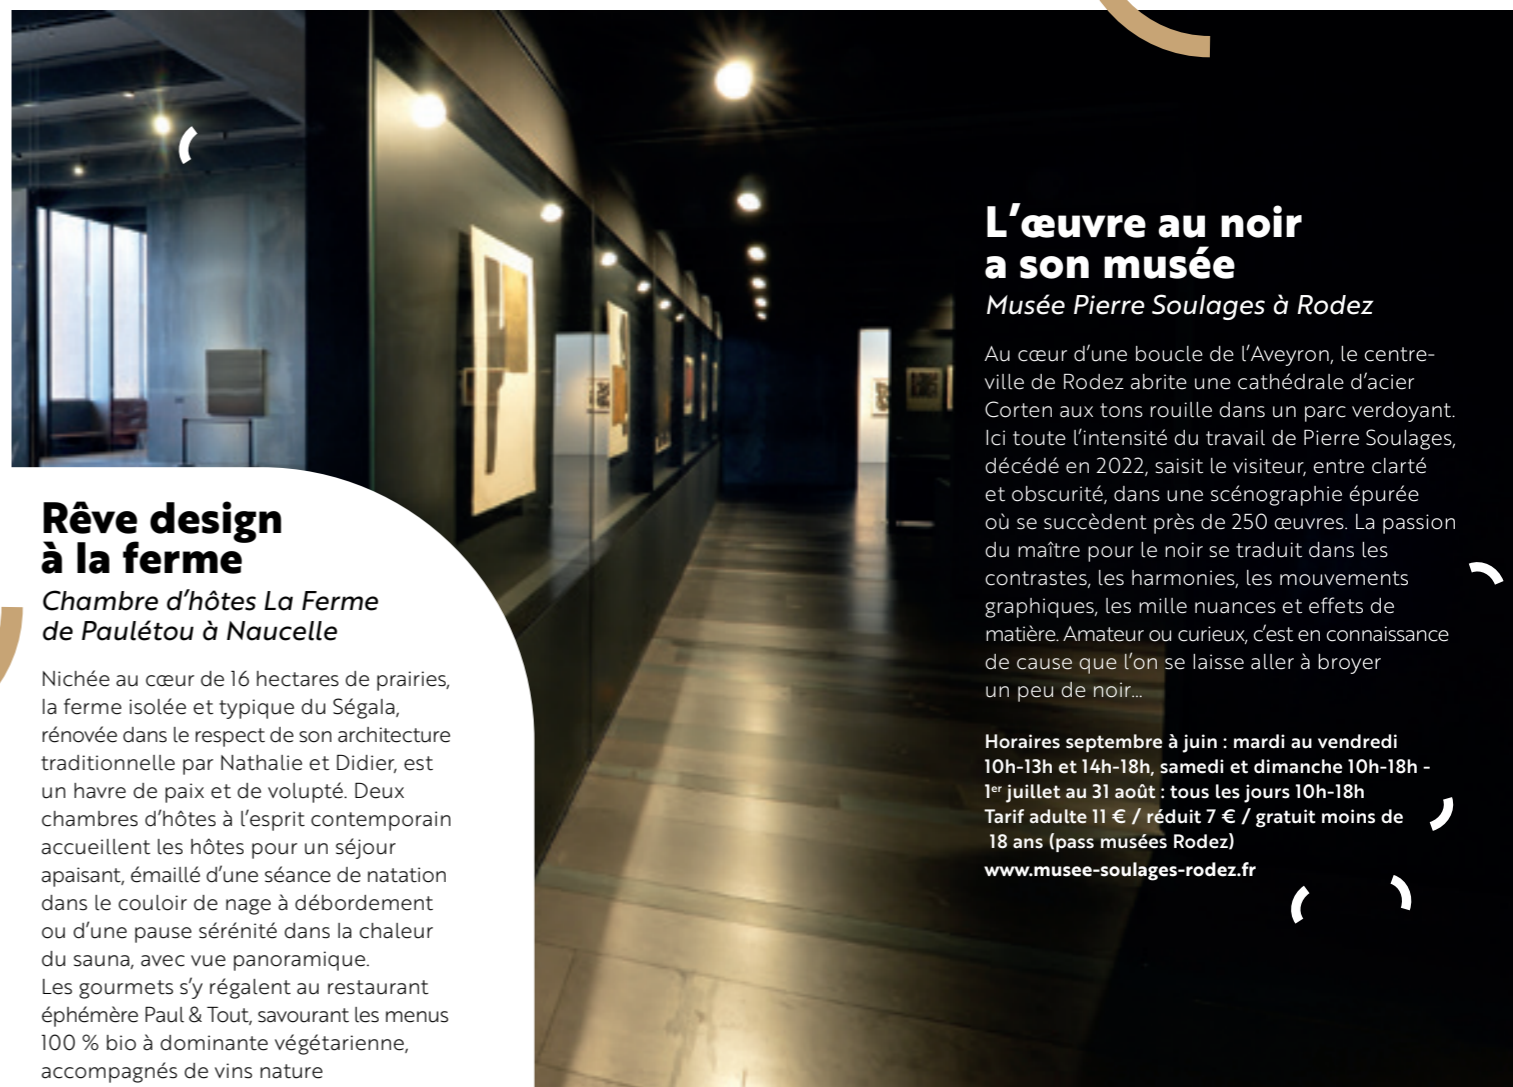 L'œuvre au noir
a son musée
Musée Pierre Soulages à Rodez
Au cœur d'une boucle de l'Aveyron, le centre-
ville de Rodez abrite une cathédrale d'acier
Corten aux tons rouille dans un parc verdoyant.
Ici toute l'intensité du travail de Pierre Soulages,
décédé en 2022, saisit le visiteur, entre clarté
et obscurité, dans une scénographie épurée
où se succèdent près de 250 œuvres. La passion
du maître pour le noir se traduit dans les
contrastes, les harmonies, les mouvements
graphiques, les mille nuances et effets de
matière. Amateur ou curieux, c'est en connaissance
de cause que l'on se laisse aller à broyer
un peu de noir...
Horaires septembre à juin : mardi au vendredi
10h-13h et 14h-18h, samedi et dimanche 10h-18h -
1er juillet au 31 août : tous les jours 10h-18h
Tarif adulte 11 € / réduit 7 € / gratuit moins de
18 ans (pass musées Rodez)
www.musee-soulages-rodez.fr
Rêve design
à la ferme
Chambre d'hôtes La Ferme
de Paulétou à Naucelle
Nichée au cœur de 16 hectares de prairies,
la ferme isolée et typique du Ségala,
rénovée dans le respect de son architecture
traditionnelle par Nathalie et Didier, est
un havre de paix et de volupté. Deux
chambres d'hôtes à l'esprit contemporain
accueillent les hôtes pour un séjour
apaisant, émaillé d'une séance de natation
dans le couloir de nage à débordement
ou d'une pause sérénité dans la chaleur
du sauna, avec vue panoramique.
Les gourmets s'y régalent au restaurant
éphémère Paul & Tout, savourant les menus
100 % bio à dominante végétarienne,
accompagnés de vins nature